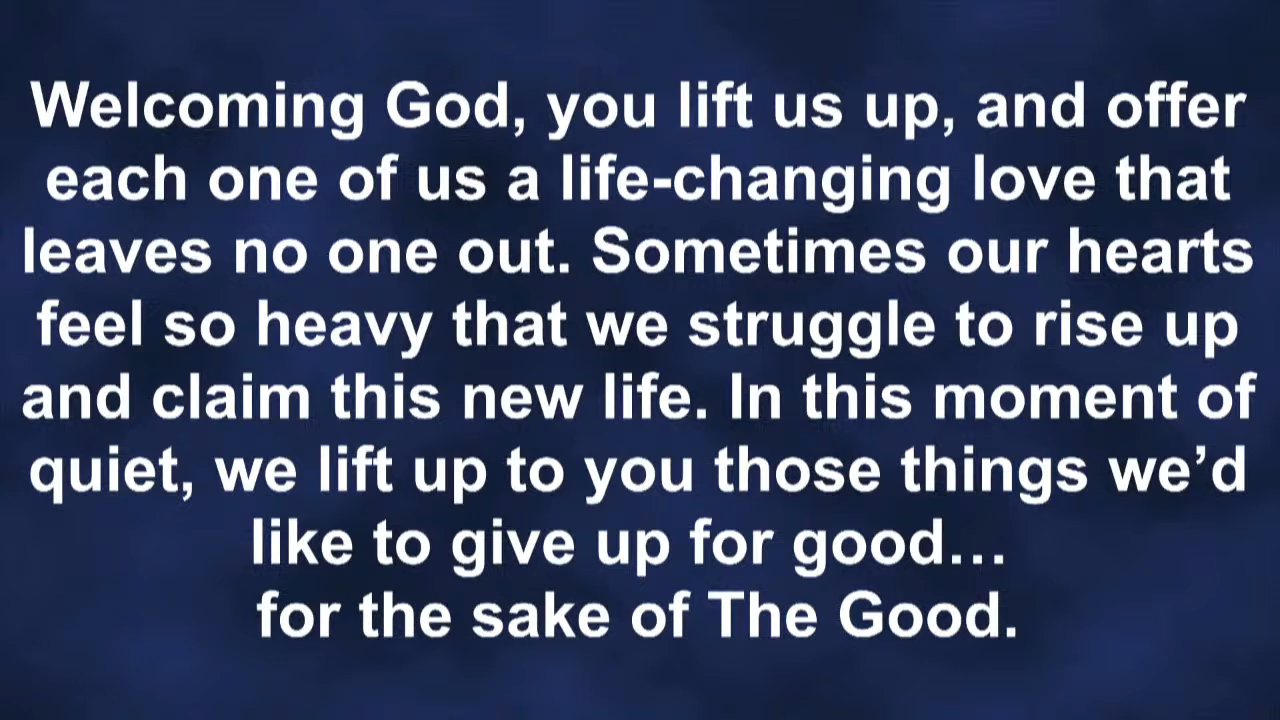 Welcoming God, you lift us up, and offer
each one of us a life-changing love that
leaves no one out. Sometimes our hearts
feel so heavy that we struggle to rise up
and claim this new life. In this moment of
quiet, we lift up to you those things we’d
like to give up for good…
for the sake of The Good.